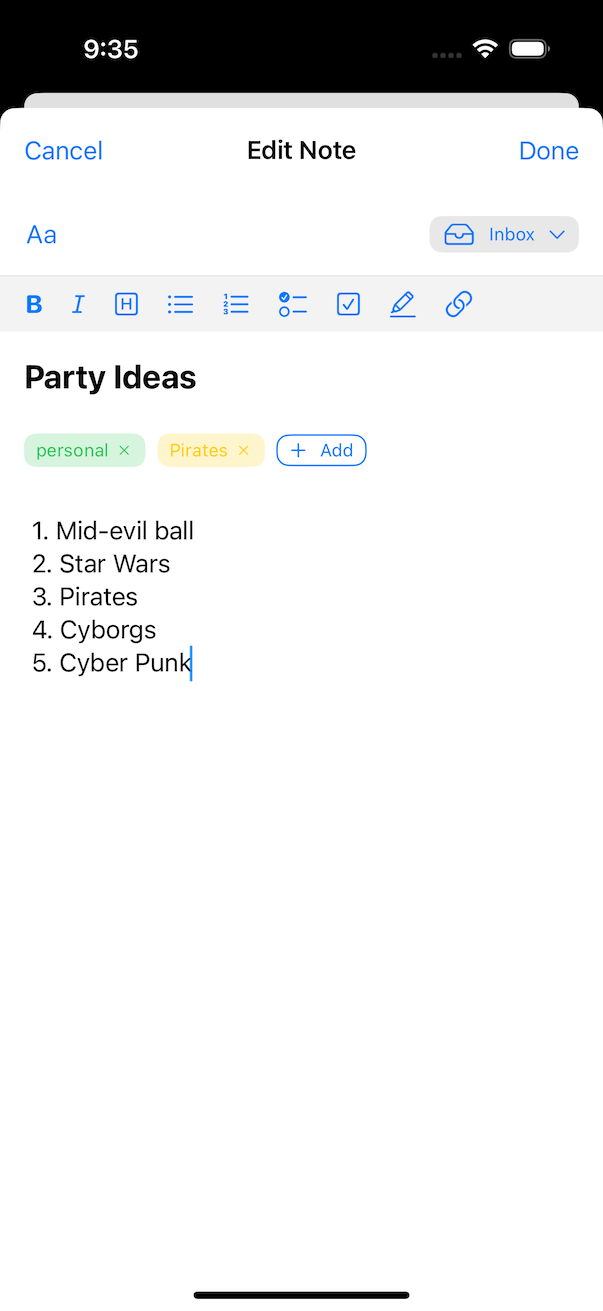 9:35
Cancel Edit Note Done
Aa Inbox
B I H
Party Ideas
personal × Pirates × + Add
1. Mid-evil ball
2. Star Wars
3. Pirates
4. Cyborgs
5. Cyber Punk